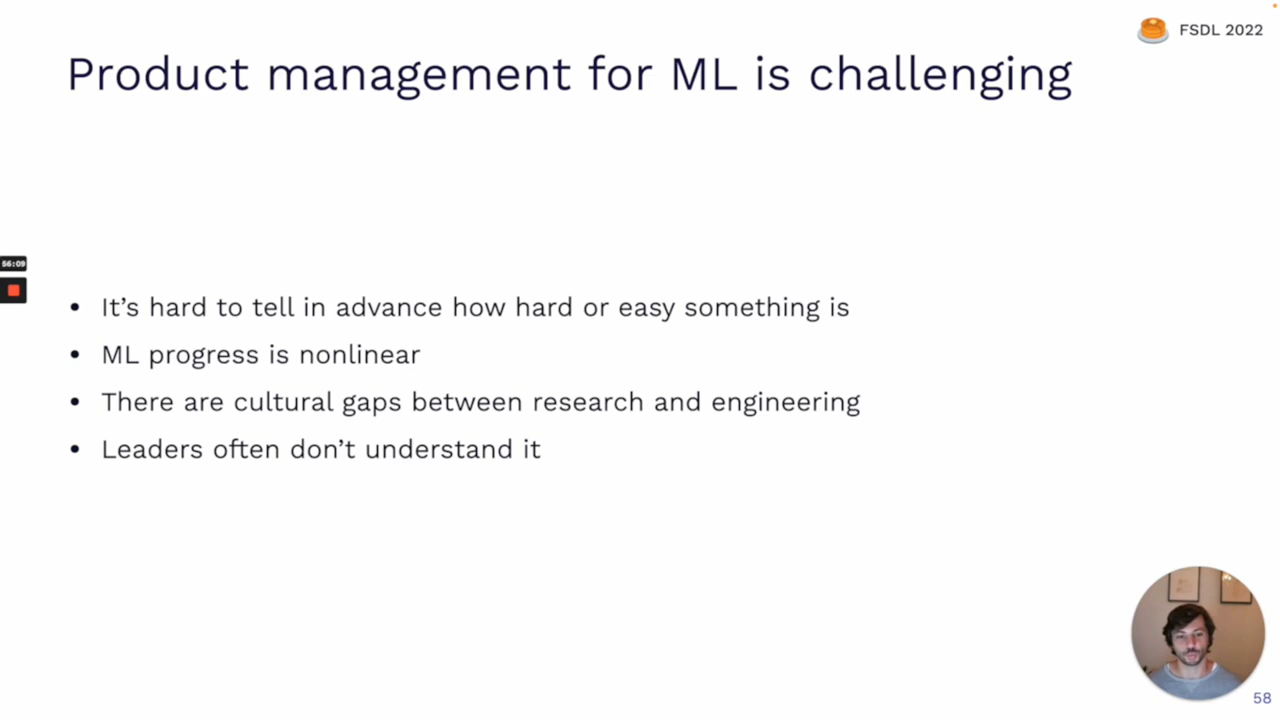 FSDL 2022
Product management for ML is challenging
56:09
• It’s hard to tell in advance how hard or easy something is
• ML progress is nonlinear
• There are cultural gaps between research and engineering
• Leaders often don’t understand it
58